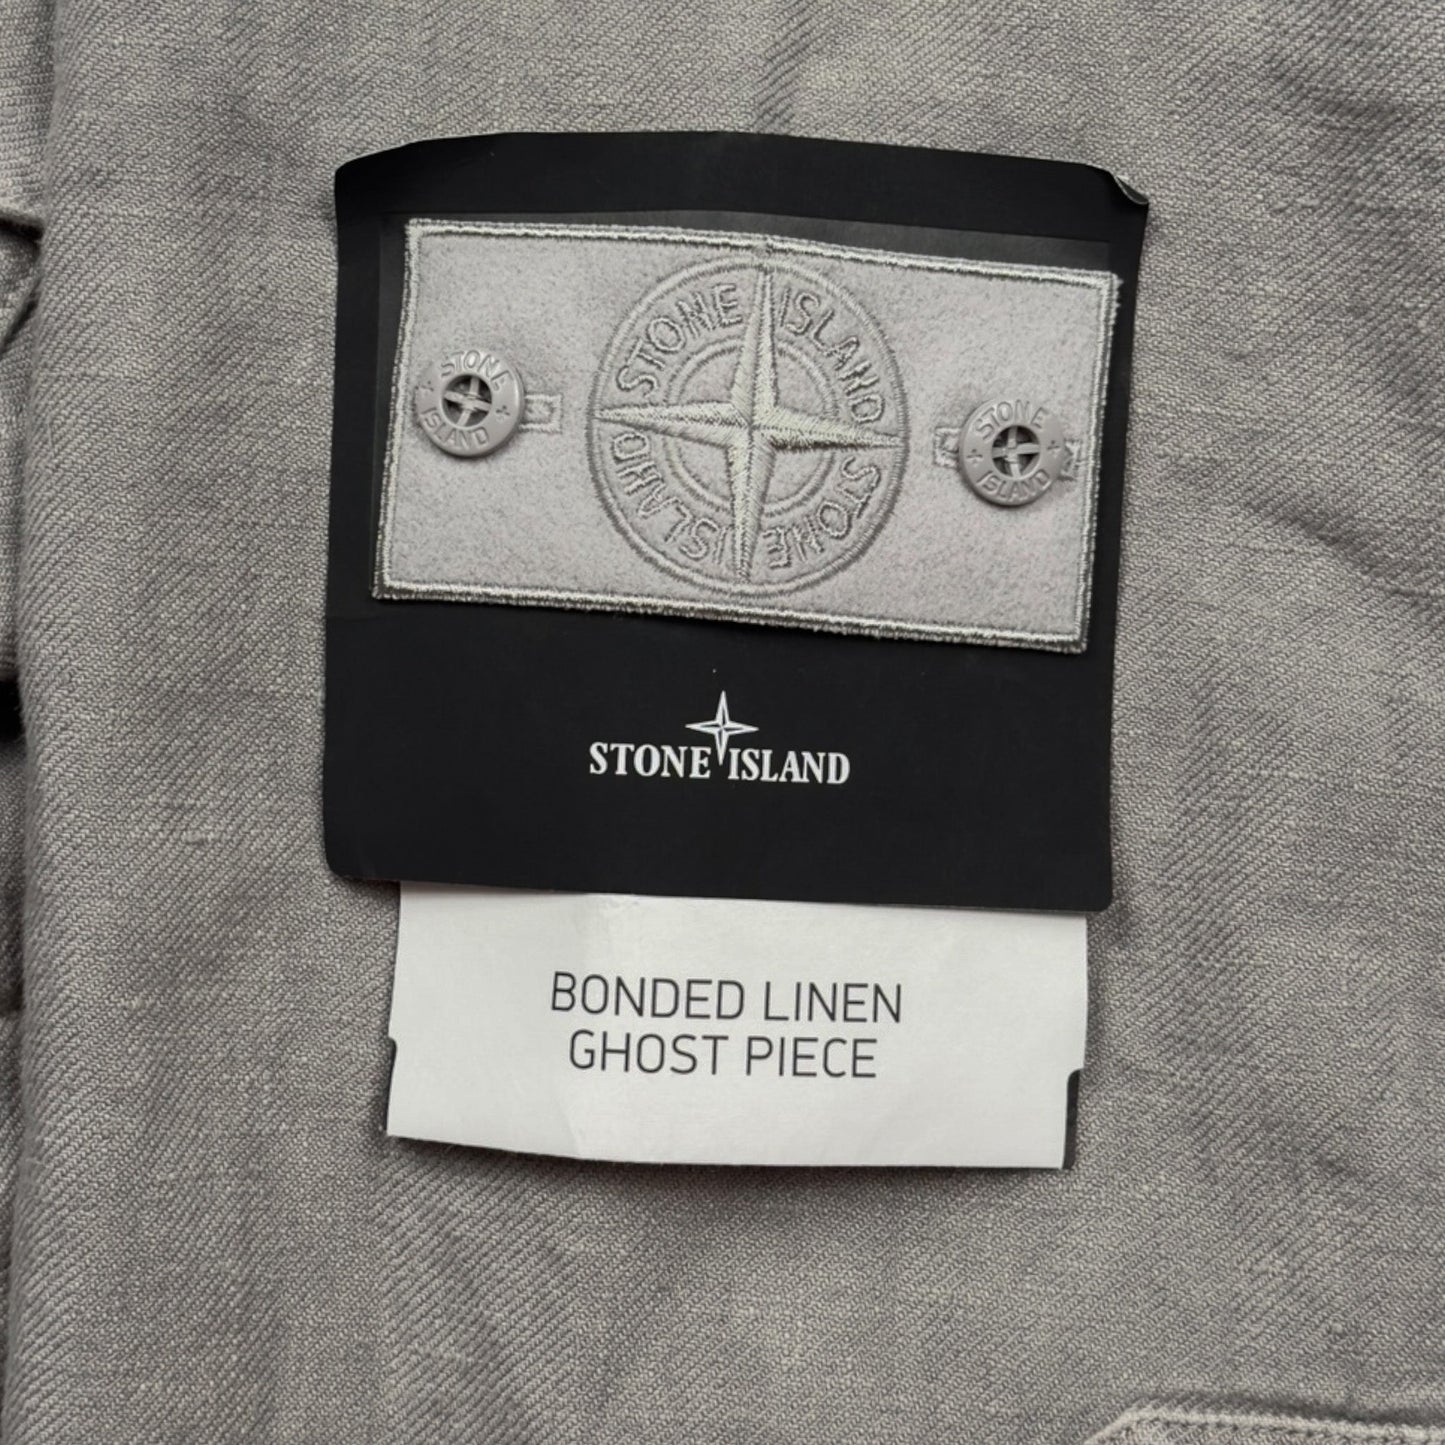 STONE ISLAND
STONE ISLAND
STONE
ISLAND
STONE
ISLAND
STONE ISLAND
BONDED LINEN
GHOST PIECE